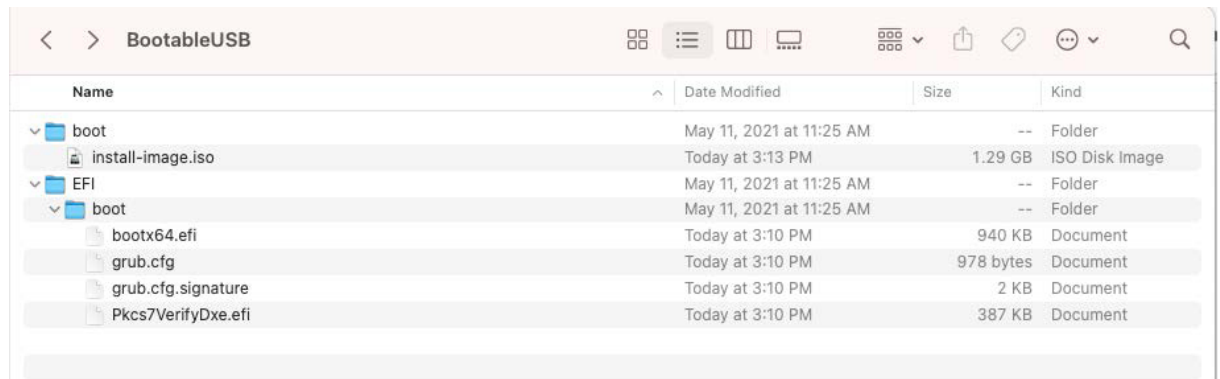 BootableUSB
Name Date Modified Size Kind
boot May 11, 2021 at 11:25 AM -- Folder
install-image.iso Today at 3:13 PM 1.29 GB ISO Disk Image
EFI May 11, 2021 at 11:25 AM -- Folder
boot May 11, 2021 at 11:25 AM -- Folder
bootx64.efi Today at 3:10 PM 940 KB Document
grub.cfg Today at 3:10 PM 978 bytes Document
grub.cfg.signature Today at 3:10 PM 2 KB Document
Pkcs7VerifyDxe.efi Today at 3:10 PM 387 KB Document